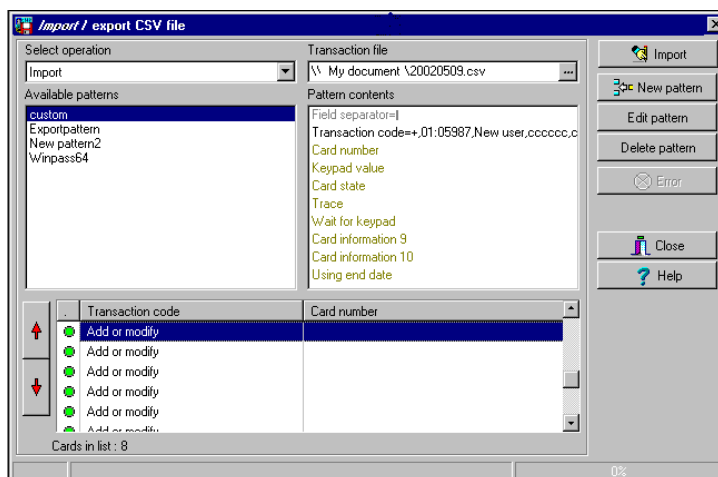 Import / export CSV file
Select operation
Import
Transaction file
\\ My document \20020509.csv
...
Available patterns
custom
Exportpattern
New pattern2
Winpass64
Pattern contents
Field separator=|
Transaction codes=+,01:05987,New user,cccccc,c
Card number
Keypad value
Card state
Trace
Wait for keypad
Card information 9
Card information 10
Using end date
Import
New pattern
Edit pattern
Delete pattern
Error
Close
Help
. Transaction code Card number
Add or modify
Add or modify
Add or modify
Add or modify
Add or modify
Add or modify
Cards in list : 8
0%